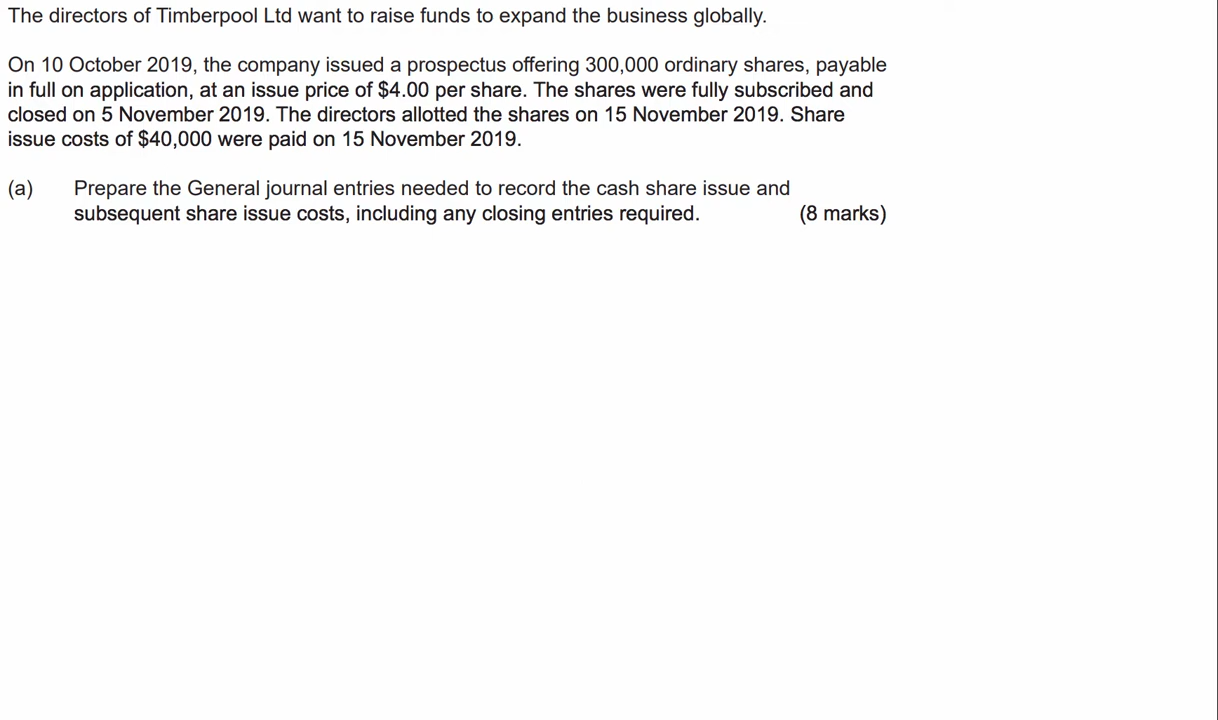 The directors of Timberpool Ltd want to raise funds to expand the business globally.
On 10 October 2019, the company issued a prospectus offering 300,000 ordinary shares, payable
in full on application, at an issue price of $4.00 per share. The shares were fully subscribed and
closed on 5 November 2019. The directors allotted the shares on 15 November 2019. Share
issue costs of $40,000 were paid on 15 November 2019.
(a) Prepare the General journal entries needed to record the cash share issue and
subsequent share issue costs, including any closing entries required. (8 marks)